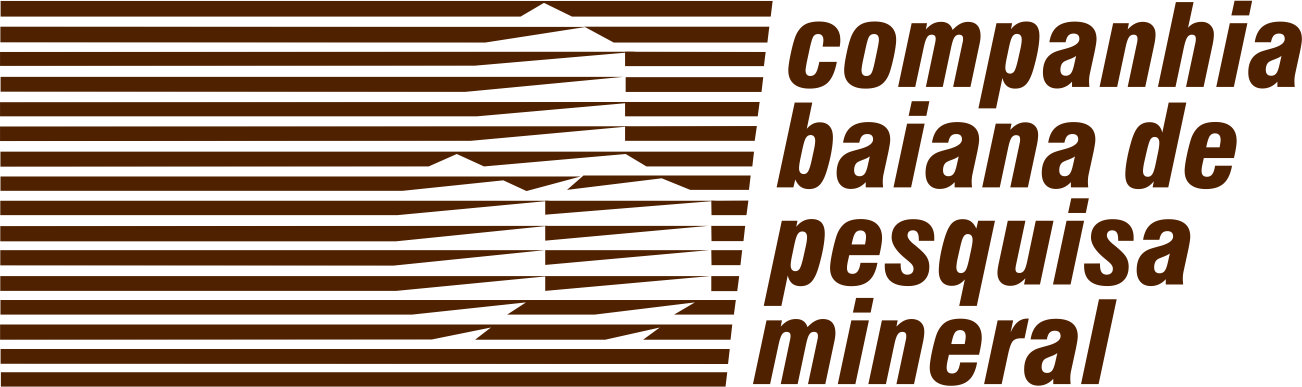 companhia
baiana de
pesquisa
mineral